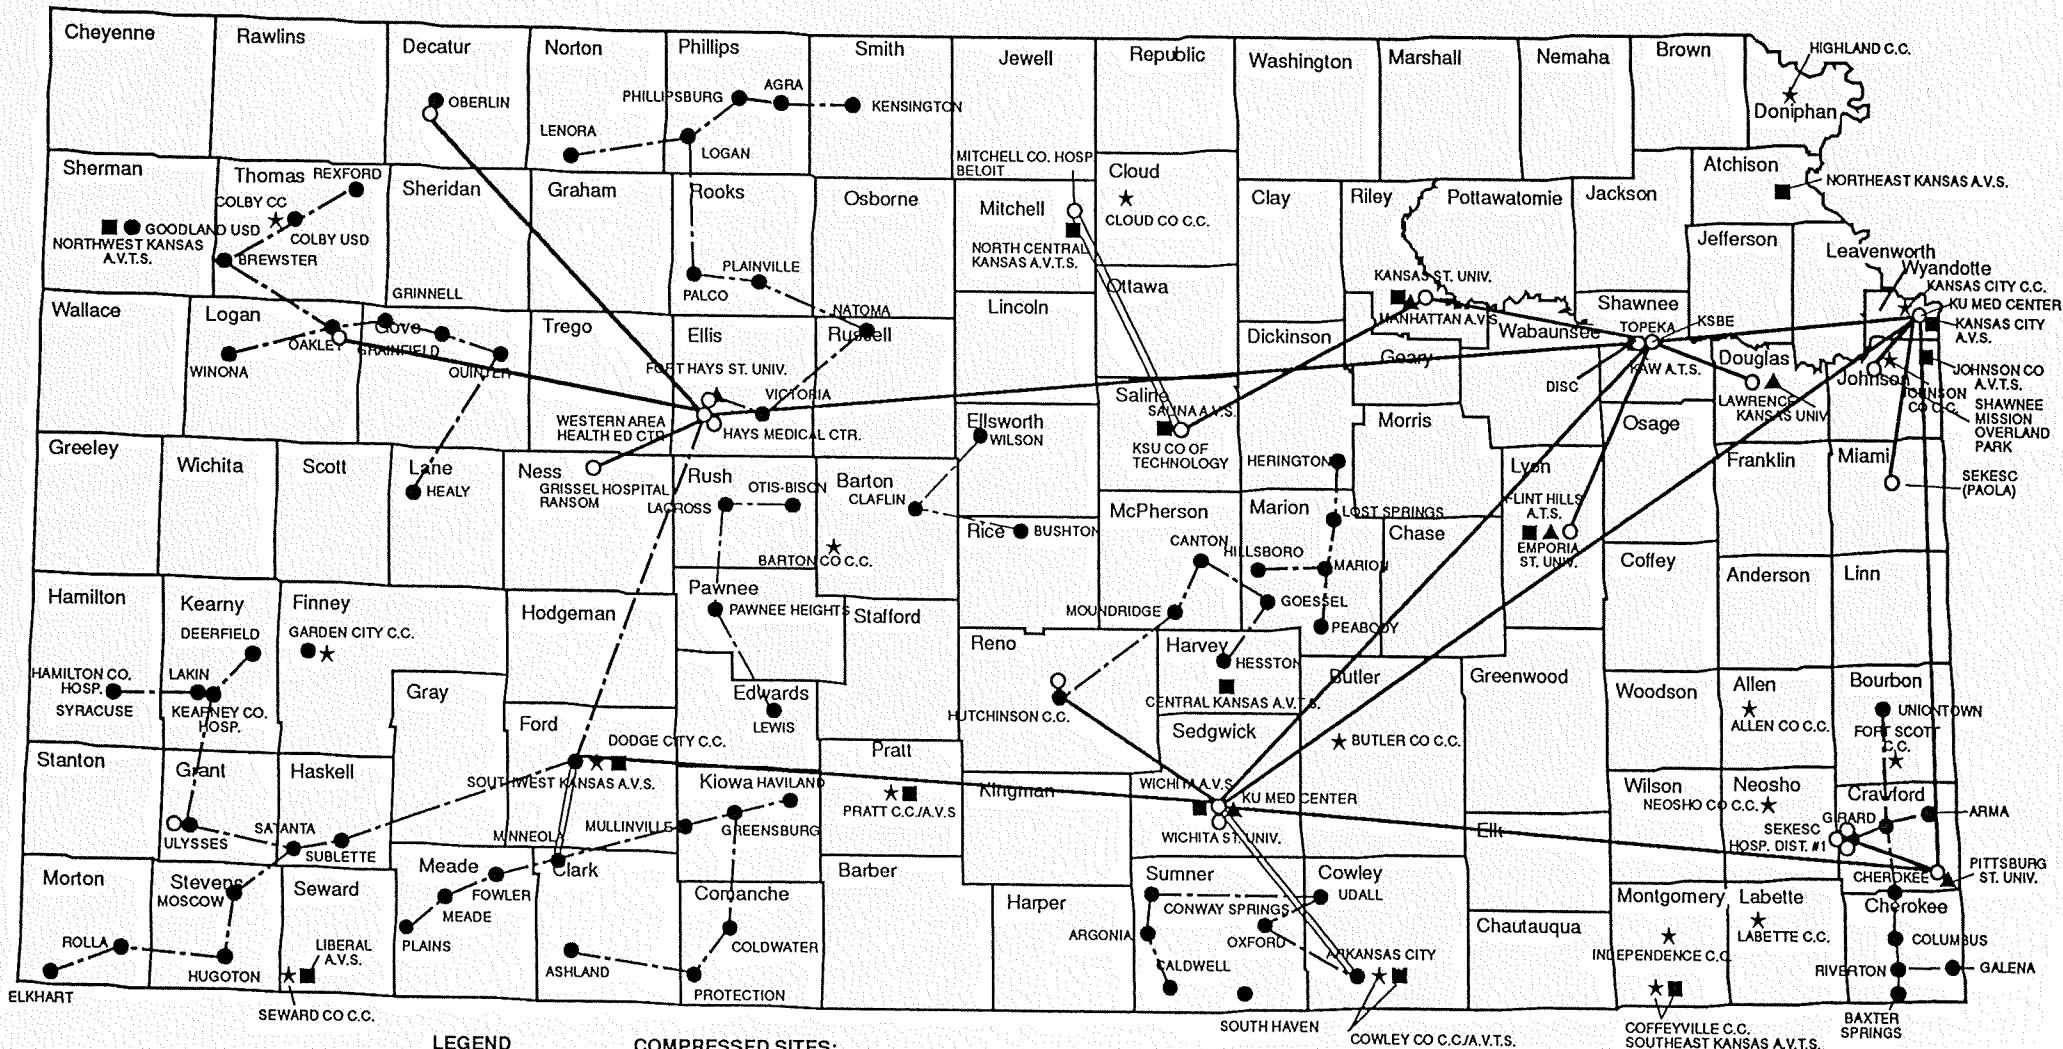 Cheyenne
Rawlins
Decatur
Norton
Phillips
Smith
Jewell
Republic
Washington
Marshall
Nemaha
Brown
HIGHLAND C.C.
Doniphan
OBERLIN
PHILLIPSBURG
AGRA
KENSINGTON
LENORA
LOGAN
MITCHELL CO. HOSP.
BELOIT
Sherman
Thomas
REXFORD
COLBY CC
COLBY USD
GOODLAND USD
NORTHWEST KANSAS
A.V.T.S.
BREWSTER
Sheridan
Graham
Rooks
Osborne
Mitchell
NORTH CENTRAL
KANSAS A.V.T.S.
Cloud
CLOUD CO C.C.
Clay
Riley
Pottawatomie
Jackson
Atchison
NORTHEAST KANSAS A.V.S.
Jefferson
Leavenworth
Wyandotte
KANSAS CITY C.C.
KU MED CENTER
KANSAS CITY
A.V.S.
JOHNSON CO
A.V.T.S.
SHAWNEE
MISSION
OVERLAND
PARK
PALCO
PLAINVILLE
NATOMA
GRINNELL
Wallace
Logan
OAKLEY
WINONA
Gove
GRAINFIELD
QUINTER
Trego
Ellis
FORT HAYS ST. UNIV.
VICTORIA
WESTERN AREA
HEALTH ED CTR.
HAYS MEDICAL CTR.
Russell
Lincoln
Ottawa
KANSAS ST. UNIV.
MANHATTAN A.V.S.
Dickinson
Geary
Wabaunsee
Shawnee
TOPEKA
KSBE
KAW A.T.S.
DISC
Douglas
LAWRENCE
KANSAS UNIV.
Johnson
JOHNSON
CO C.C.
Saline
SALINA A.V.S.
KSU CO OF
TECHNOLOGY
Ellsworth
WILSON
Morris
Osage
Greeley
Wichita
Scott
Lane
HEALY
Ness
GRISSEL HOSPITAL
RANSOM
Rush
OTIS-BISON
LACROSS
Barton
CLAFLIN
BARTON CO C.C.
Rice
BUSHTON
McPherson
CANTON
MOUNDRIDGE
HERINGTON
Marion
LOST SPRINGS
HILLSBORO
MARION
GOESSEL
PEABODY
Chase
Lyon
FLINT HILLS
A.T.S.
EMPORIA
ST. UNIV.
Franklin
Miami
SEKESC
(PAOLA)
Coffey
Anderson
Linn
Hamilton
Kearny
DEERFIELD
Finney
GARDEN CITY C.C.
HAMILTON CO.
HOSP.
SYRACUSE
LAKIN
KEARNEY CO.
HOSP.
Hodgeman
Pawnee
PAWNEE HEIGHTS
Stafford
Edwards
LEWIS
Reno
HUTCHINSON C.C.
Harvey
HESSTON
CENTRAL KANSAS A.V.T.S.
Butler
BUTLER CO C.C.
Greenwood
Woodson
Allen
ALLEN CO C.C.
Bourbon
UNIONTOWN
FORT SCOTT
C.C.
Gray
Ford
DODGE CITY C.C.
SOUTHWEST KANSAS A.V.S.
MINNEOLA
Stanton
Grant
ULYSSES
Haskell
SATANTA
SUBLETTE
Kiowa
HAVILAND
MULLINVILLE
GREENSBURG
Pratt
PRATT C.C./A.V.S
Kingman
Sedgwick
WICHITA A.V.S.
KU MED CENTER
WICHITA ST. UNIV.
Elk
Wilson
Neosho
NEOSHO CO C.C.
Crawford
GIRARD
ARMA
SEKESC
HOSP. DIST. #1
CHEROKEE
PITTSBURG
ST. UNIV.
Morton
Stevens
MOSCOW
ROLLA
HUGOTON
ELKHART
Seward
LIBERAL
A.V.S.
SEWARD CO C.C.
Meade
FOWLER
MEADE
PLAINS
Clark
ASHLAND
Comanche
COLDWATER
PROTECTION
Barber
Harper
Sumner
CONWAY SPRINGS
ARGONIA
CALDWELL
OXFORD
SOUTH HAVEN
Cowley
UDALL
ARKANSAS CITY
COWLEY CO C.C./A.V.T.S.
Chautauqua
Montgomery
INDEPENDENCE C.C.
COFFEYVILLE C.C.
SOUTHEAST KANSAS A.V.T.S.
Labette
LABETTE C.C.
Cherokee
COLUMBUS
RIVERTON
GALENA
BAXTER
SPRINGS
LEGEND
COMPRESSED SITES: